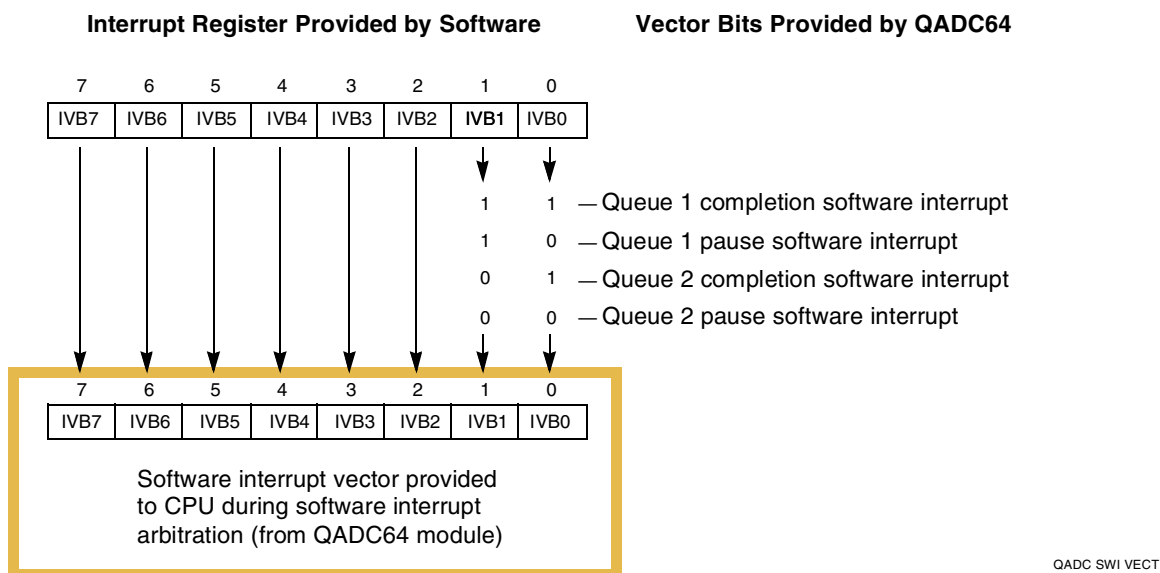 Interrupt Register Provided by Software Vector Bits Provided by QADC64
7 6 5 4 3 2 1 0
IVB7 IVB6 IVB5 IVB4 IVB3 IVB2 IVB1 IVB0
1 1 — Queue 1 completion software interrupt
1 0 — Queue 1 pause software interrupt
0 1 — Queue 2 completion software interrupt
0 0 — Queue 2 pause software interrupt
7 6 5 4 3 2 1 0
IVB7 IVB6 IVB5 IVB4 IVB3 IVB2 IVB1 IVB0
Software interrupt vector provided
to CPU during software interrupt
arbitration (from QADC64 module)
QADC SWI VECT